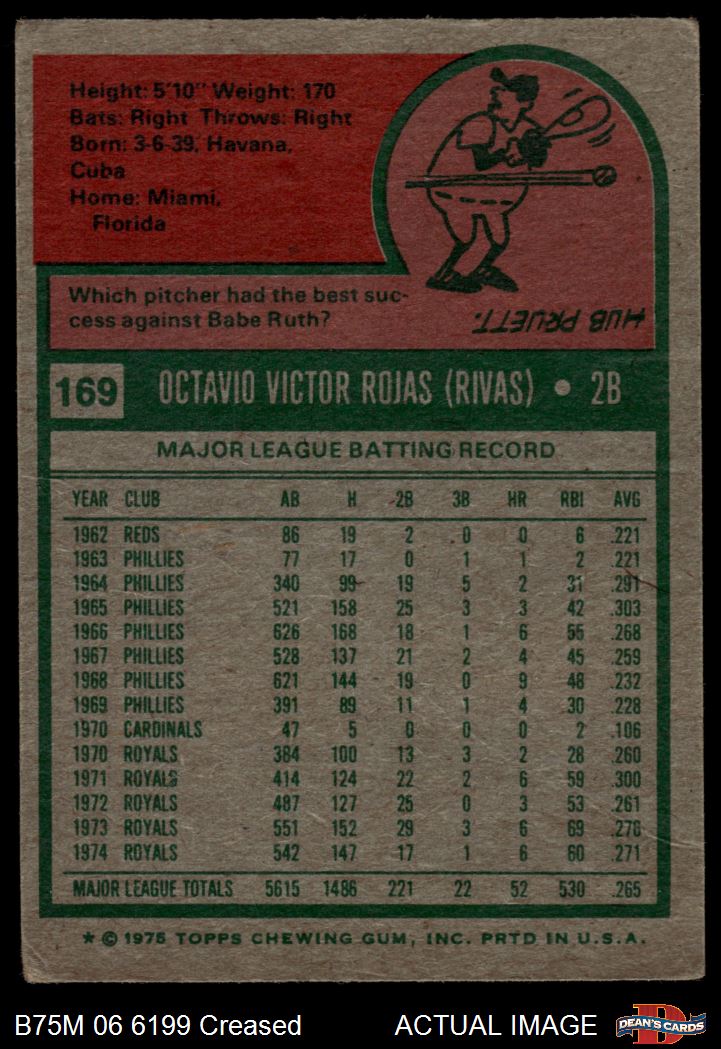 Height: 5'10" Weight: 170
Bats: Right Throws: Right
Born: 3-6-39, Havana,
Cuba
Home: Miami,
Florida
Which pitcher had the best suc-
cess against Babe Ruth?
HUB PRUETT.
169 OCTAVIO VICTOR ROJAS (RIVAS) • 2B
MAJOR LEAGUE BATTING RECORD
YEAR CLUB AB H 2B 3B HR RBI AVG
1962 REDS 86 19 2 0 0 6 .221
1963 PHILLIES 77 17 0 1 1 2 .221
1964 PHILLIES 340 99 19 5 2 31 .291
1965 PHILLIES 521 158 25 3 3 42 .303
1966 PHILLIES 626 168 18 1 6 55 .268
1967 PHILLIES 528 137 21 2 4 45 .259
1968 PHILLIES 621 144 19 0 9 48 .232
1969 PHILLIES 391 89 11 1 4 30 .228
1970 CARDINALS 47 5 0 0 0 2 .106
1970 ROYALS 384 100 13 3 2 28 .260
1971 ROYALS 414 124 22 2 6 59 .300
1972 ROYALS 487 127 25 0 3 53 .261
1973 ROYALS 551 152 29 3 6 69 .276
1974 ROYALS 542 147 17 1 6 60 .271
MAJOR LEAGUE TOTALS 5615 1486 221 22 52 530 .265
* © 1975 TOPPS CHEWING GUM, INC. PRTD IN U.S.A.
B75M 06 6199 Creased ACTUAL IMAGE
D
DEAN'S CARDS